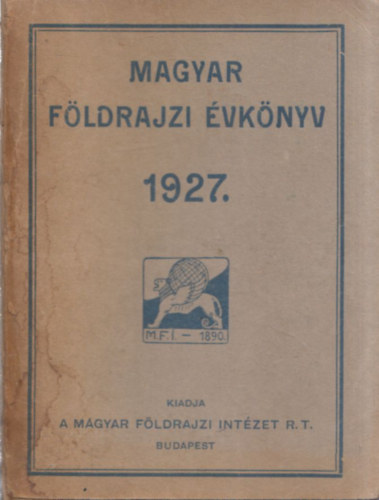 MAGYAR
FÖLDRAJZI ÉVKÖNYV
1927.
M.F.I. — 1890.
KIADJA
A MAGYAR FÖLDRAJZI INTÉZET R.T.
BUDAPEST